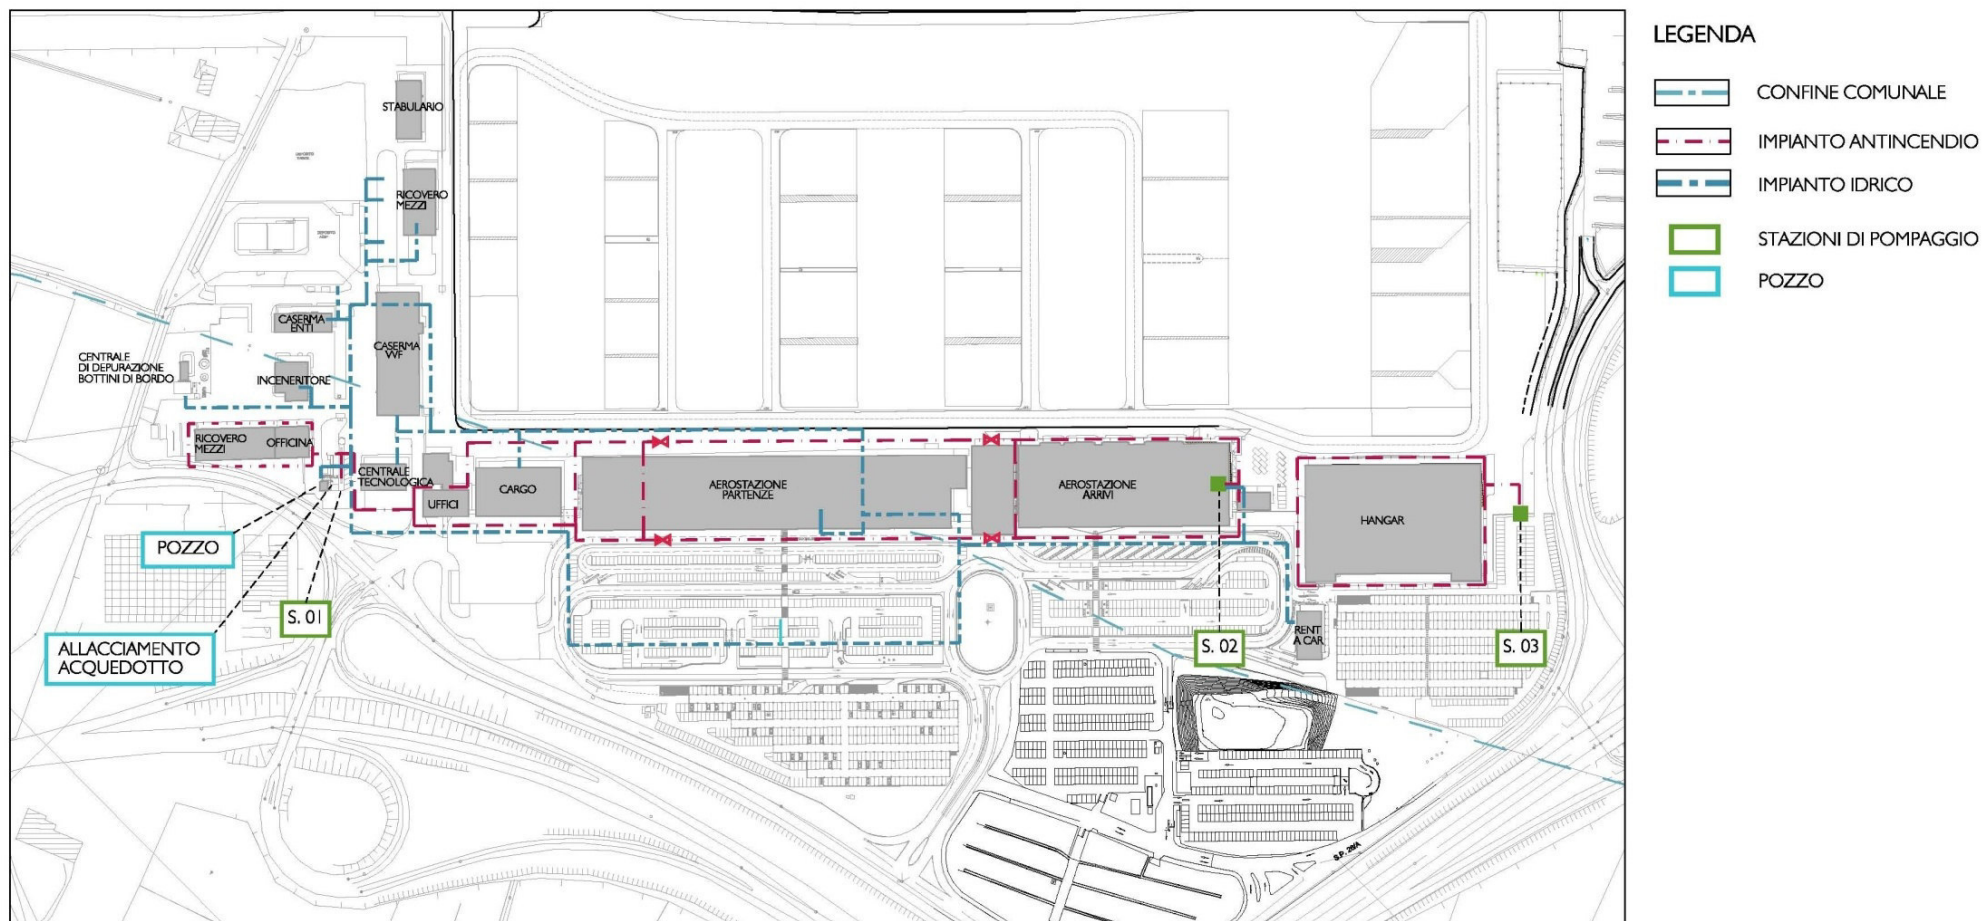 LEGENDA
CONFINE COMUNALE
IMPIANTO ANTINCENDIO
IMPIANTO IDRICO
STAZIONI DI POMPAGGIO
POZZO
STABULARIO
RICOVERO
MEZZI
CASERMA
ENTI
CASERMA
VVF
CENTRALE
DI DEPURAZIONE
BOTTINI DI BORDO
INCENERITORE
RICOVERO
MEZZI
OFFICINA
CENTRALE
TECNOLOGICA
UFFICI
CARGO
AEROSTAZIONE
PARTENZE
AEROSTAZIONE
ARRIVI
HANGAR
POZZO
S. 01
ALLACCIAMENTO
ACQUEDOTTO
RENT
A CAR
S. 02
S. 03